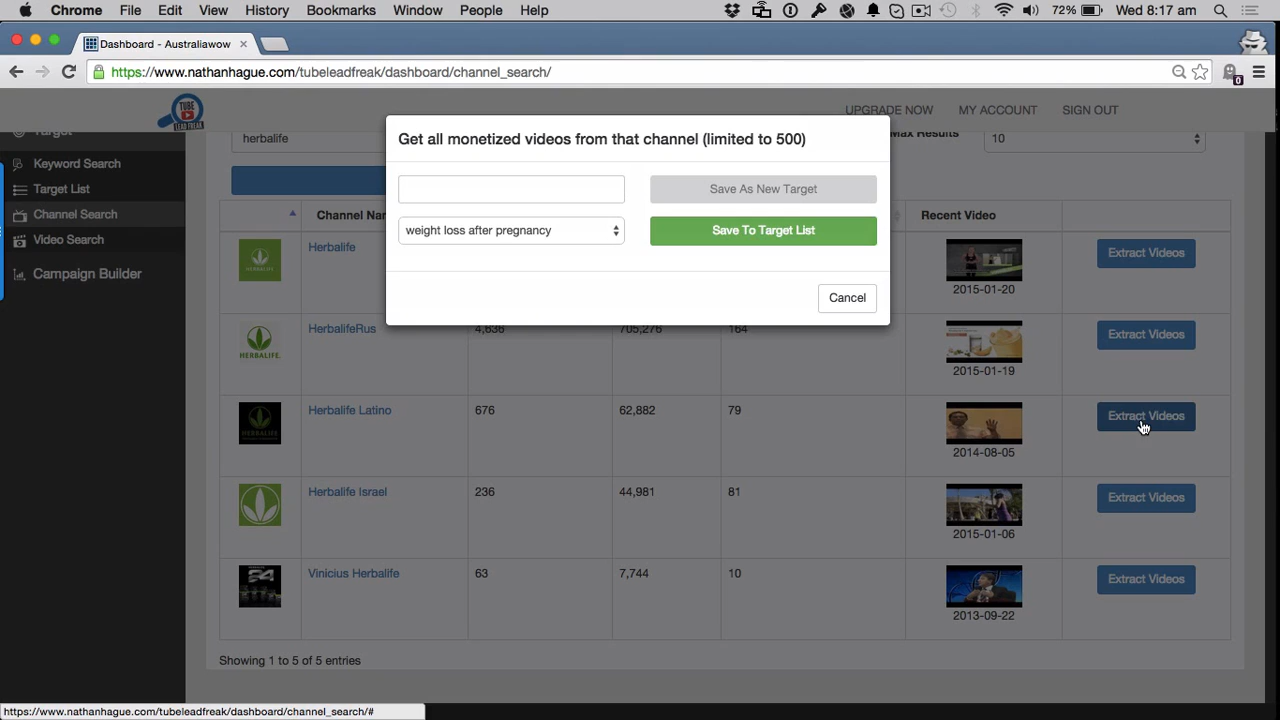 Chrome File Edit View History Bookmarks Window People Help 72% Wed 8:17 am
Dashboard - Australiawow
https://www.nathanhague.com/tubeleadfreak/dashboard/channel_search/
0
TUBE
LEAD FREAK
UPGRADE NOW MY ACCOUNT SIGN OUT
Target
Keyword Search
Target List
Channel Search
Video Search
Campaign Builder
herbalife
Max Results
10
Get all monetized videos from that channel (limited to 500)
Save As New Target
weight loss after pregnancy
Save To Target List
Cancel
Recent Video
Herbalife
2015-01-20
Extract Videos
HerbalifeRus 4,636 705,276 164
2015-01-19
Extract Videos
Herbalife Latino 676 62,882 79
2014-08-05
Extract Videos
Herbalife Israel 236 44,981 81
2015-01-06
Extract Videos
Vinicius Herbalife 63 7,744 10
2013-09-22
Extract Videos
Showing 1 to 5 of 5 entries
https://www.nathanhague.com/tubeleadfreak/dashboard/channel_search/#